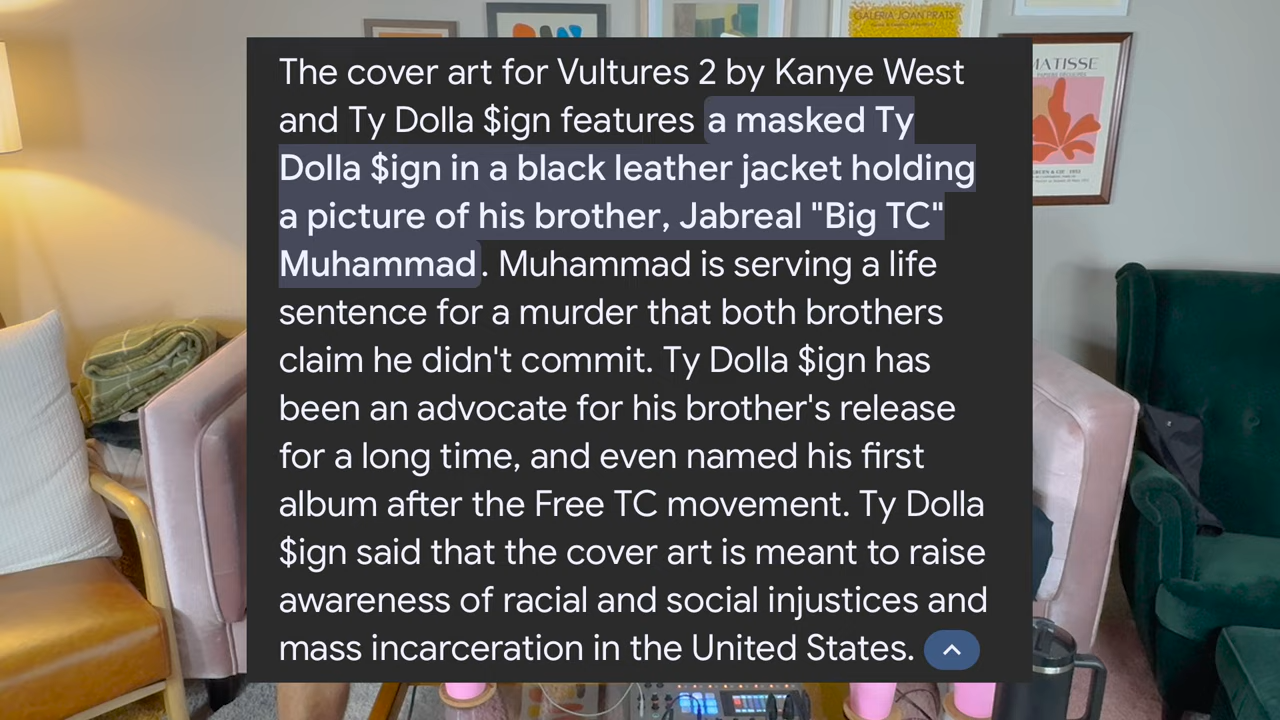 GALERIA JOAN PRATS
MATISSE
The cover art for Vultures 2 by Kanye West
and Ty Dolla $ign features a masked Ty
Dolla $ign in a black leather jacket holding
a picture of his brother, Jabreal "Big TC"
Muhammad. Muhammad is serving a life
sentence for a murder that both brothers
claim he didn't commit. Ty Dolla $ign has
been an advocate for his brother's release
for a long time, and even named his first
album after the Free TC movement. Ty Dolla
$ign said that the cover art is meant to raise
awareness of racial and social injustices and
mass incarceration in the United States.